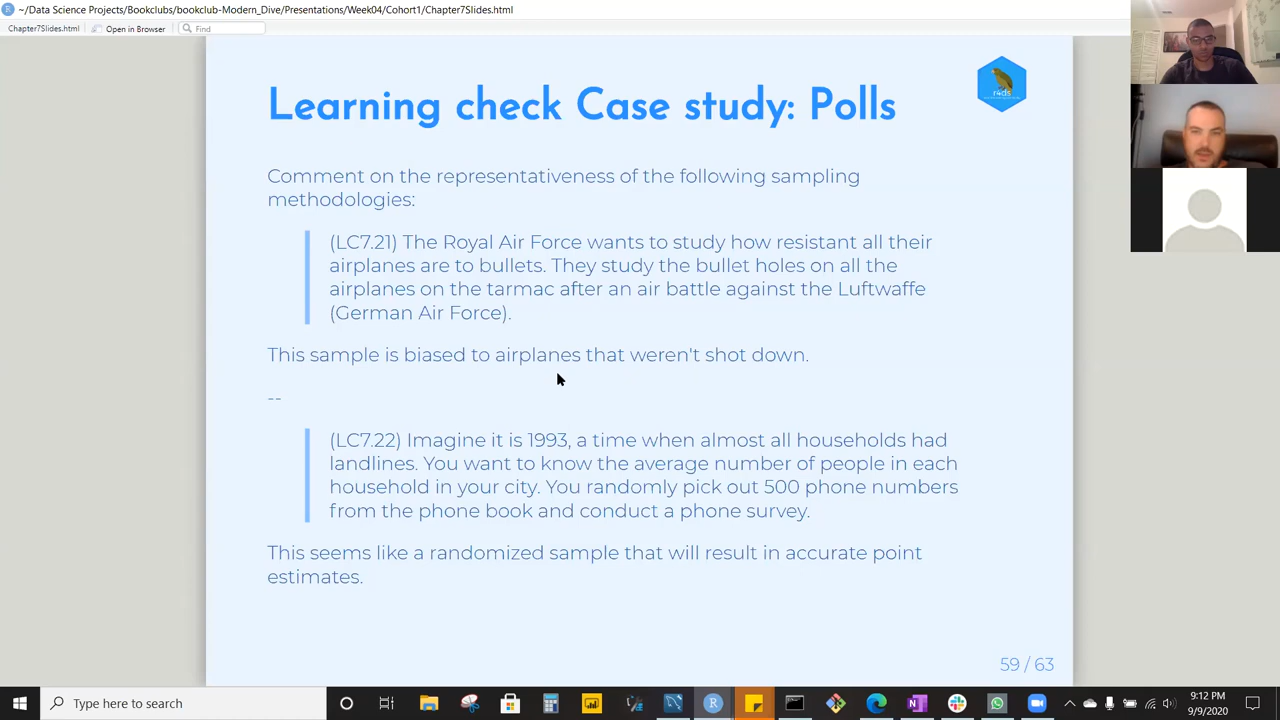 ~/Data Science Projects/Bookclubs/bookclub-Modern_Dive/Presentations/Week04/Cohort1/Chapter7Slides.html
Chapter7Slides.html
Open in Browser
Find
r4ds
Learning check Case study: Polls
Comment on the representativeness of the following sampling
methodologies:
(LC7.21) The Royal Air Force wants to study how resistant all their
airplanes are to bullets. They study the bullet holes on all the
airplanes on the tarmac after an air battle against the Luftwaffe
(German Air Force).
This sample is biased to airplanes that weren't shot down.
--
(LC7.22) Imagine it is 1993, a time when almost all households had
landlines. You want to know the average number of people in each
household in your city. You randomly pick out 500 phone numbers
from the phone book and conduct a phone survey.
This seems like a randomized sample that will result in accurate point
estimates.
59 / 63
Type here to search
9:12 PM
9/9/2020